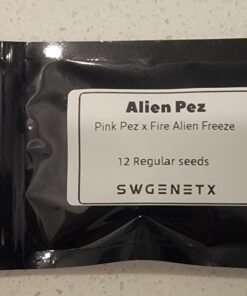 Alien Pez
Pink Pez x Fire Alien Freeze
12 Regular seeds
SWGENETX